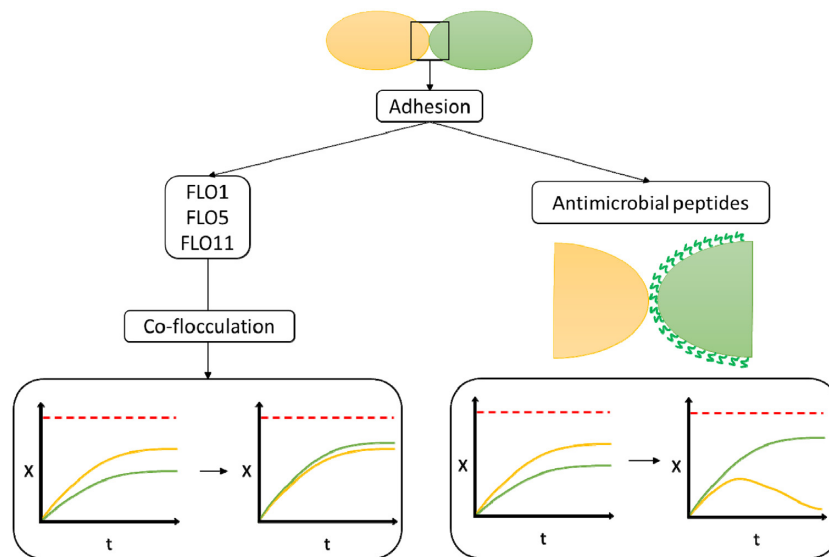 Adhesion
FLO1
FLO5
FLO11
Antimicrobial peptides
Co-flocculation
X
t
X
t
X
t
X
t